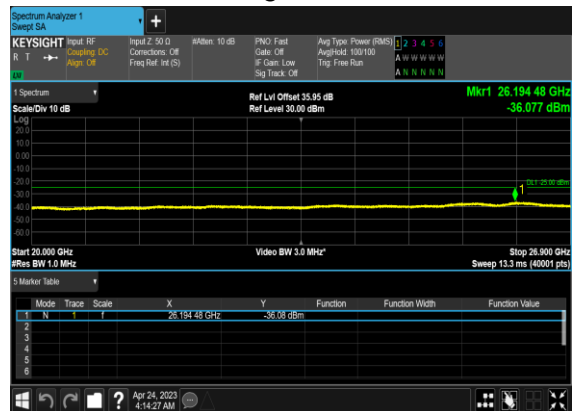 Spectrum Analyzer 1
Swept SA
+
KEYSIGHT Input: RF Input Z: 50 Ω #Atten: 10 dB PNO: Fast Avg Type: Power (RMS) 1 2 3 4 5 6
R T Coupling: DC Corrections: Off Gate: Off Avg|Hold: 100/100 A W W W W W
Align: Off Freq Ref: Int (S) IF Gain: Low Trig: Free Run
LW Sig Track: Off A N N N N N
1 Spectrum Ref Lvl Offset 35.95 dB Mkr1 26.194 48 GHz
Scale/Div 10 dB Ref Level 30.00 dBm -36.077 dBm
Log
20.0
10.0
0.00
-10.0
-20.0
1 DL1 -25.00 dBm
-30.0
-40.0
-50.0
-60.0
Start 20.000 GHz Video BW 3.0 MHz* Stop 26.900 GHz
#Res BW 1.0 MHz Sweep 13.3 ms (40001 pts)
5 Marker Table
Mode Trace Scale X Y Function Function Width Function Value
1 N 1 f 26.194 48 GHz -36.08 dBm
2
3
4
5
6
? Apr 24, 2023
4:14:27 AM